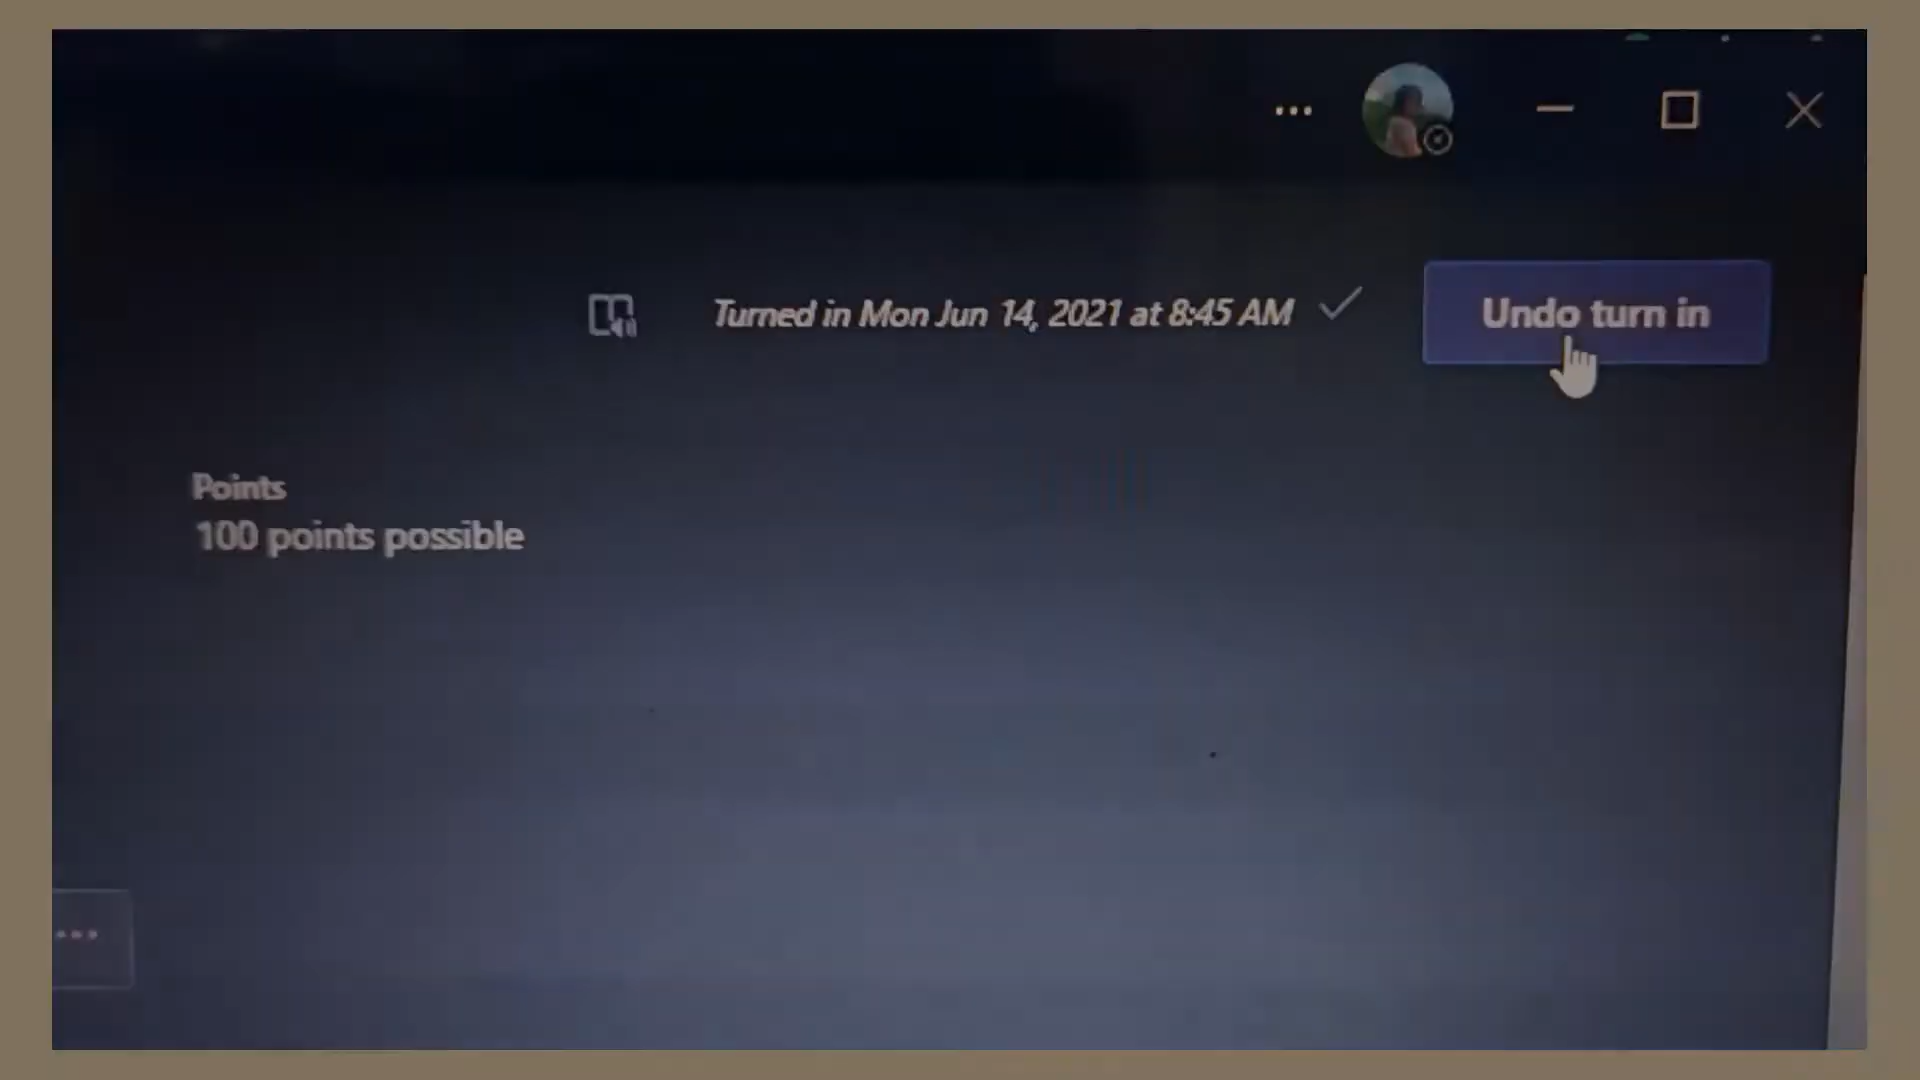 Turned in Mon Jun 14, 2021 at 8:45 AM
Undo turn in
Points
100 points possible